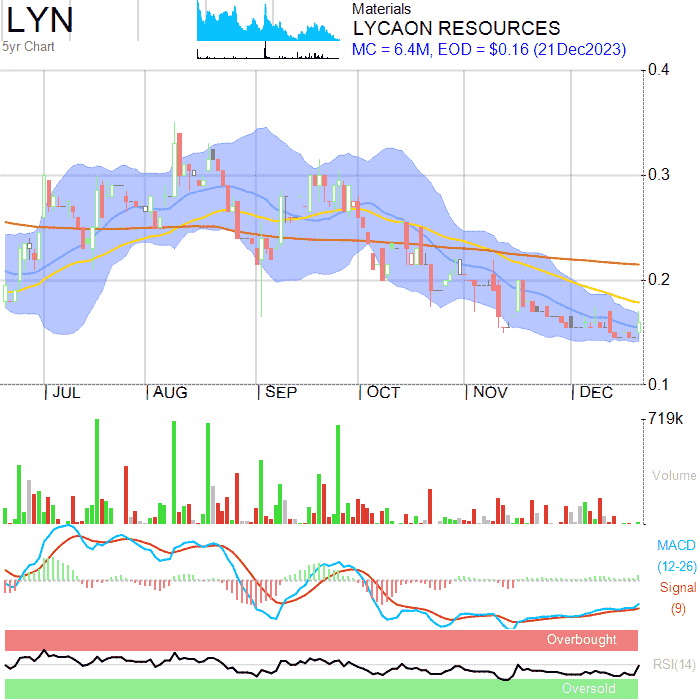 LYN
5yr Chart
Materials
LYCAON RESOURCES
MC = 6.4M, EOD = $0.16 (21Dec2023)
0.4
0.3
0.2
0.1
JUL AUG SEP OCT NOV DEC
719k
Volume
MACD
(12-26)
Signal
(9)
Overbought
RSI(14)
Oversold